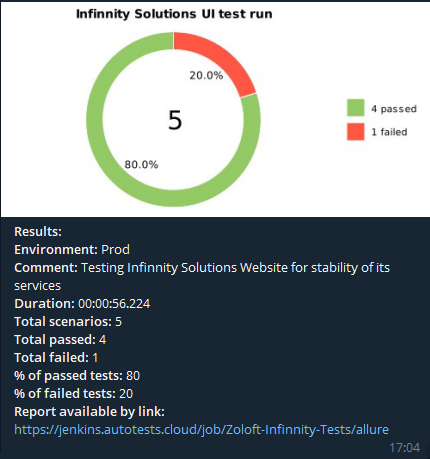 Infinnity Solutions UI test run
20.0%
5
80.0%
4 passed
1 failed
Results:
Environment: Prod
Comment: Testing Infinnity Solutions Website for stability of its
services
Duration: 00:00:56.224
Total scenarios: 5
Total passed: 4
Total failed: 1
% of passed tests: 80
% of failed tests: 20
Report available by link:
https://jenkins.autotests.cloud/job/Zoloft-Infinnity-Tests/allure
17:04